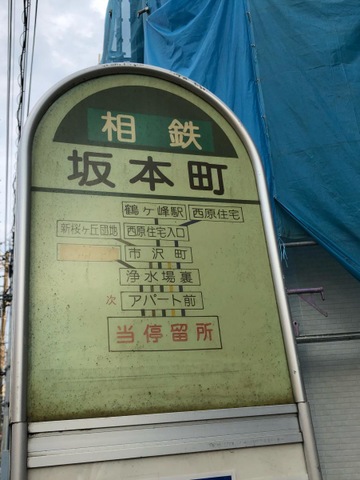 相鉄
坂本町
鶴ヶ峰駅 西原住宅
新桜ヶ丘団地 西原住宅入口
市沢町
浄水場裏
次 アパート前
当停留所